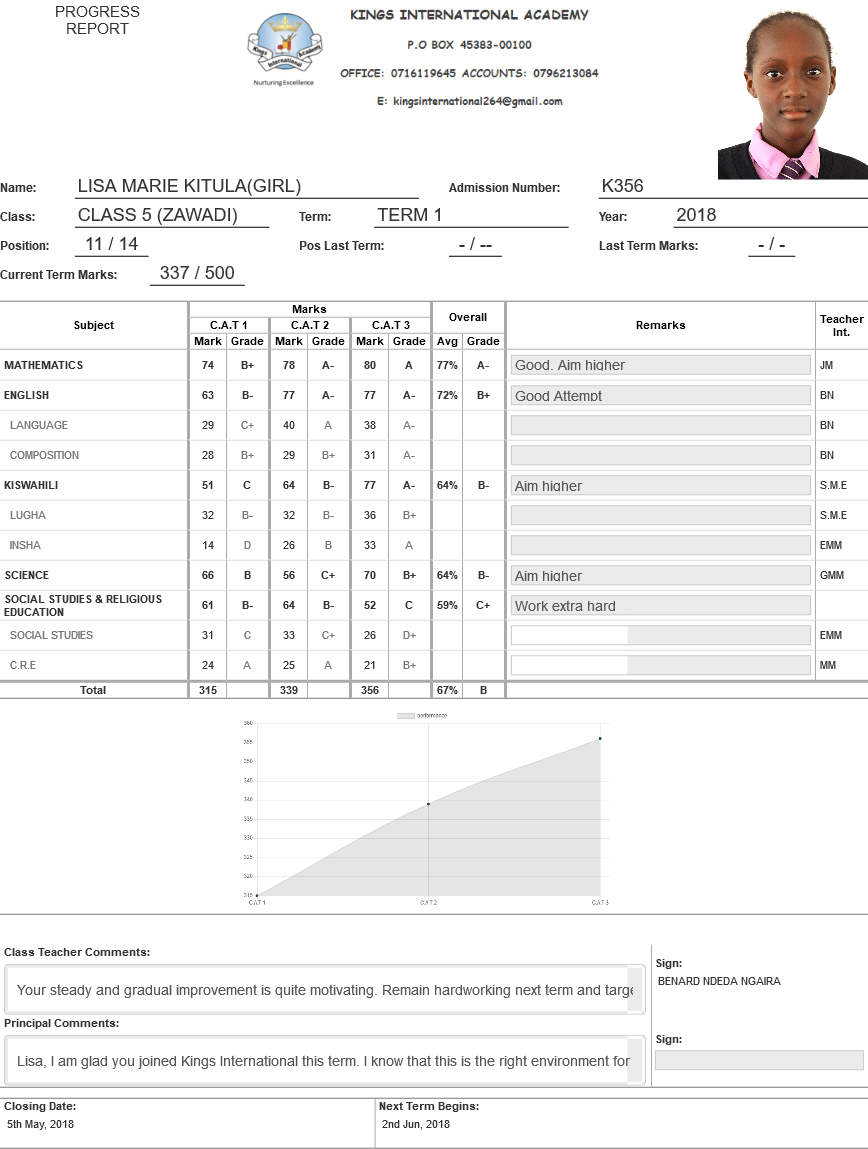 PROGRESS
REPORT
Kings International Academy
Nurturing Excellence
KINGS INTERNATIONAL ACADEMY
P.O BOX 45383-00100
OFFICE: 0716119645 ACCOUNTS: 0796213084
E: kingsinternational264@gmail.com
Name: LISA MARIE KITULA(GIRL) Admission Number: K356
Class: CLASS 5 (ZAWADI) Term: TERM 1 Year: 2018
Position: 11 / 14 Pos Last Term: - / -- Last Term Marks: - / -
Current Term Marks: 337 / 500
Subject Marks Overall Remarks Teacher Int.
C.A.T 1 C.A.T 2 C.A.T 3
Mark Grade Mark Grade Mark Grade Avg Grade
MATHEMATICS 74 B+ 78 A- 80 A 77% A- Good. Aim higher JM
ENGLISH 63 B- 77 A- 77 A- 72% B+ Good Attempt BN
LANGUAGE 29 C+ 40 A 38 A- BN
COMPOSITION 28 B+ 29 B+ 31 A- BN
KISWAHILI 51 C 64 B- 77 A- 64% B- Aim higher S.M.E
LUGHA 32 B- 32 B- 36 B+ S.M.E
INSHA 14 D 26 B 33 A EMM
SCIENCE 66 B 56 C+ 70 B+ 64% B- Aim higher GMM
SOCIAL STUDIES & RELIGIOUS
EDUCATION 61 B- 64 B- 52 C 59% C+ Work extra hard
SOCIAL STUDIES 31 C 33 C+ 26 D+ EMM
C.R.E 24 A 25 A 21 B+ MM
Total 315 339 356 67% B
performance
360
355
350
345
340
335
330
325
320
315
C.A.T 1 C.A.T 2 C.A.T 3
Class Teacher Comments:
Your steady and gradual improvement is quite motivating. Remain hardworking next term and targe
Sign:
BENARD NDEDA NGAIRA
Principal Comments:
Lisa, I am glad you joined Kings International this term. I know that this is the right environment for
Sign:
Closing Date: Next Term Begins:
5th May, 2018 2nd Jun, 2018